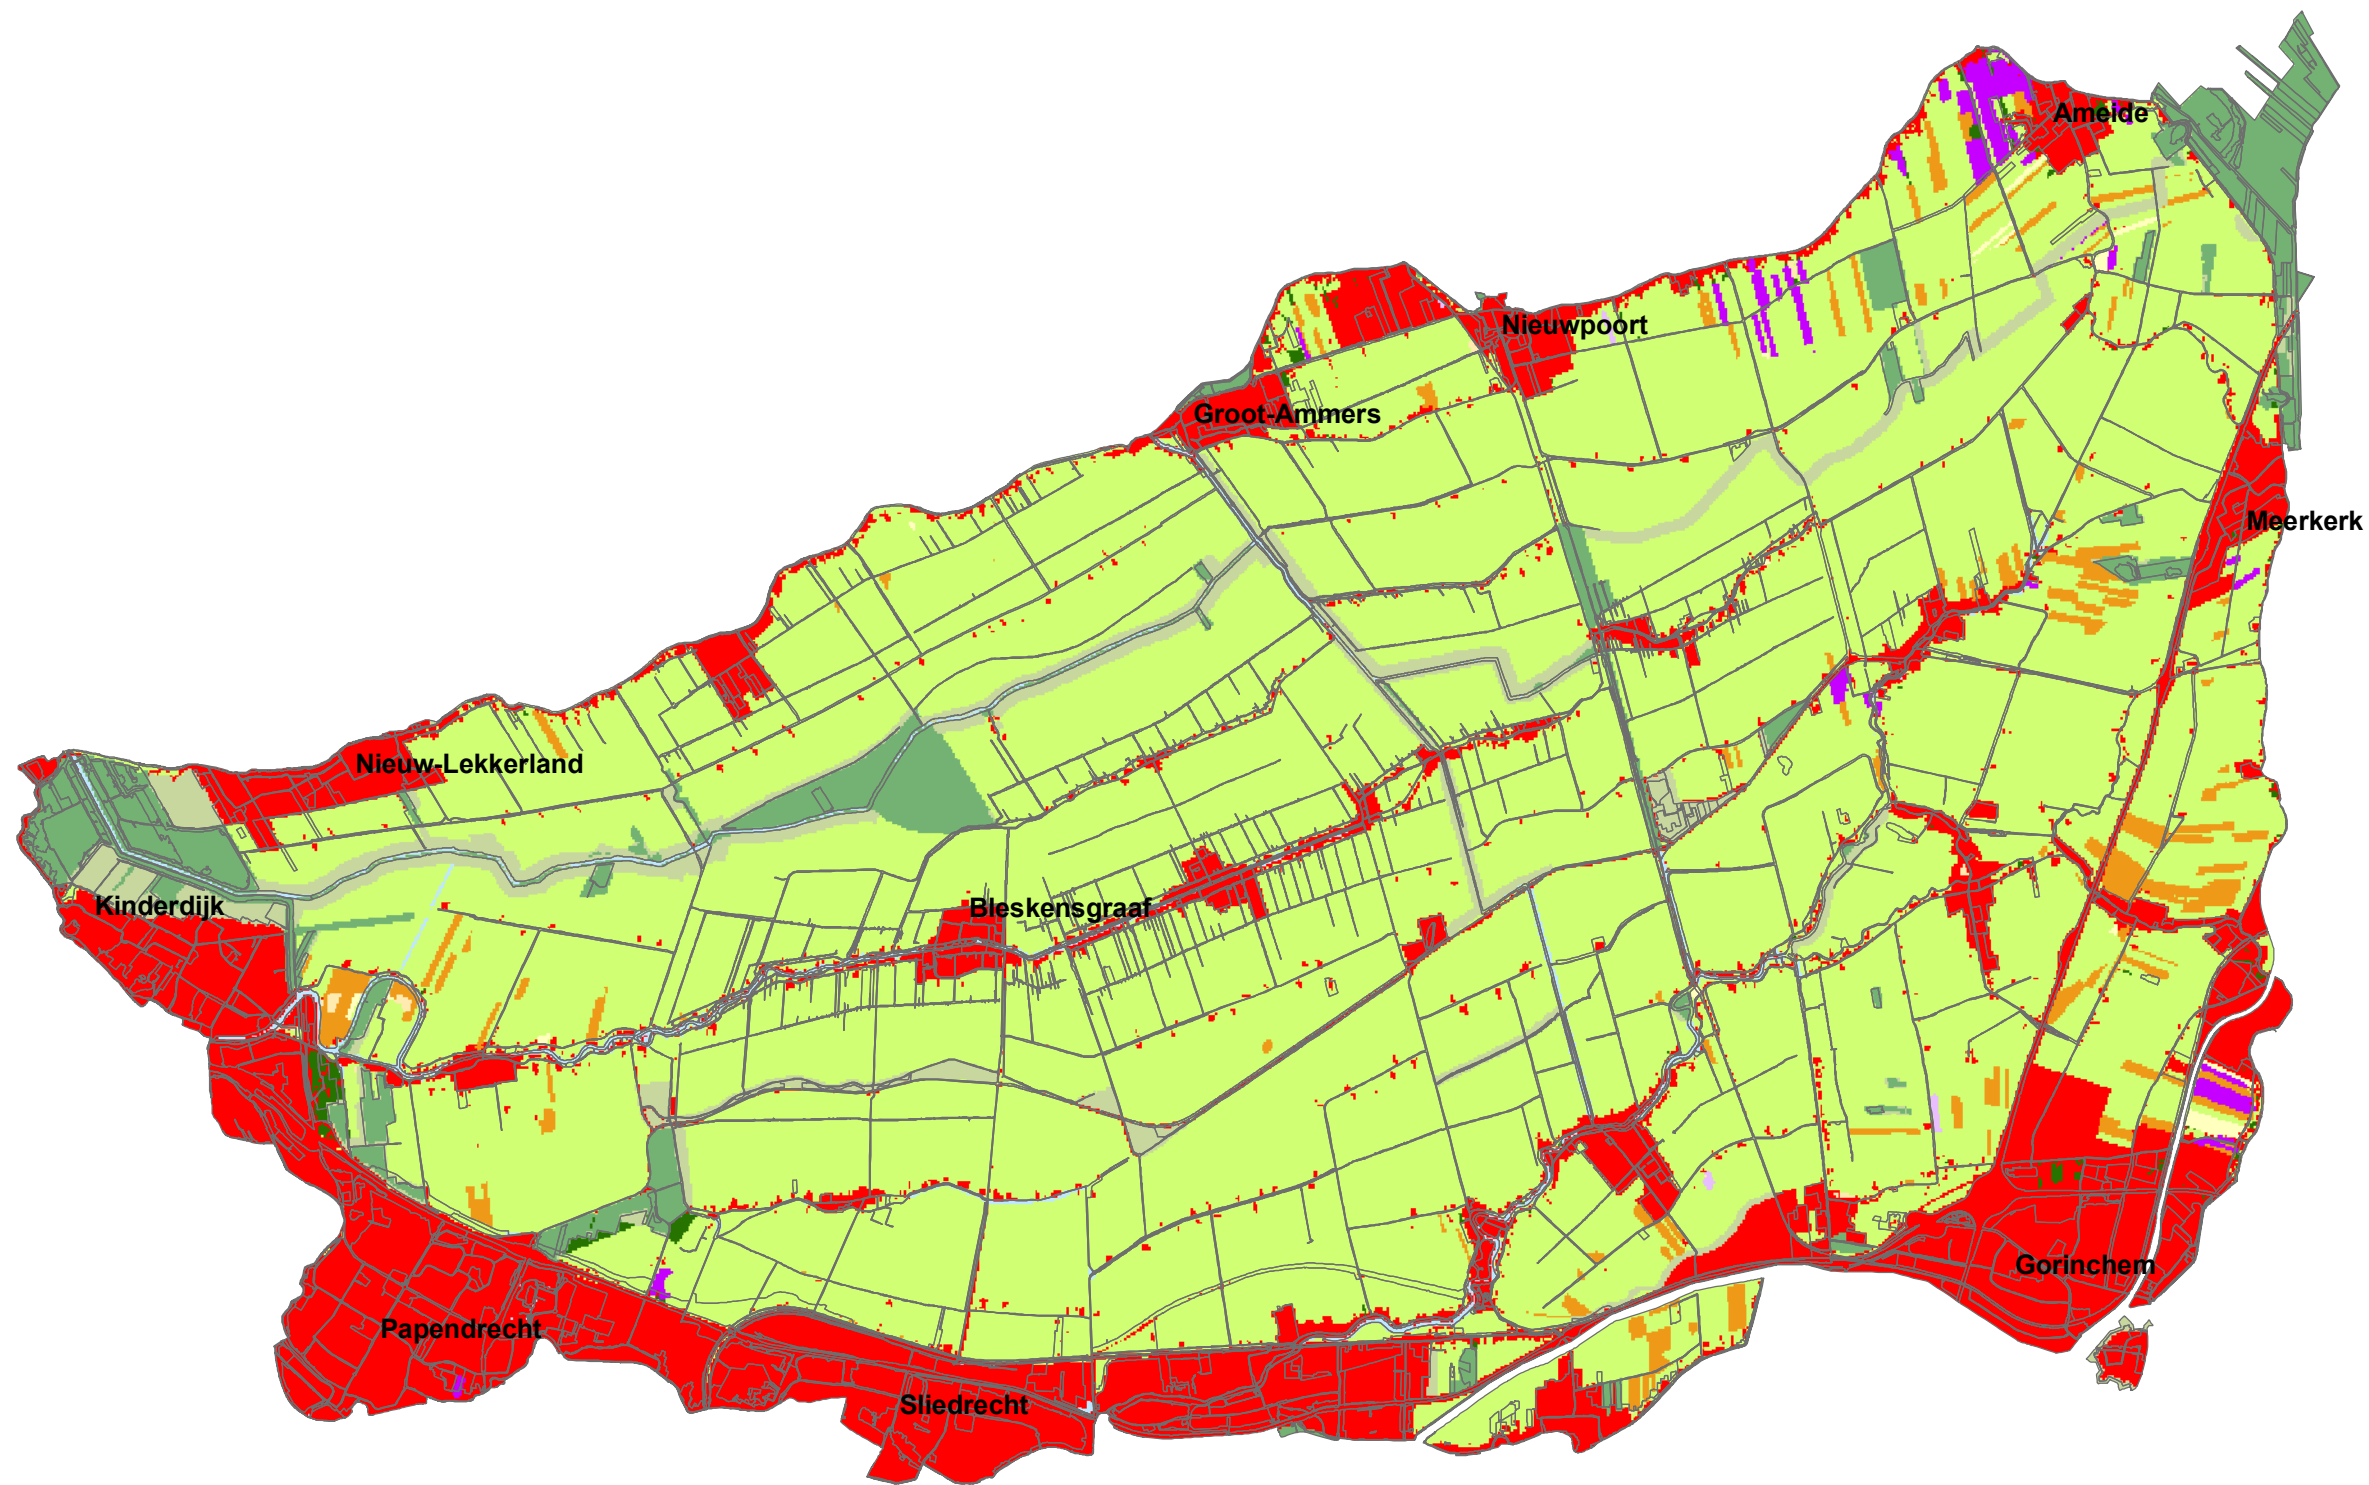 Ameide
Nieuwpoort
Groot-Ammers
Meerkerk
Nieuw-Lekkerland
Kinderdijk
Bleskensgraaf
Gorinchem
Papendrecht
Sliedrecht